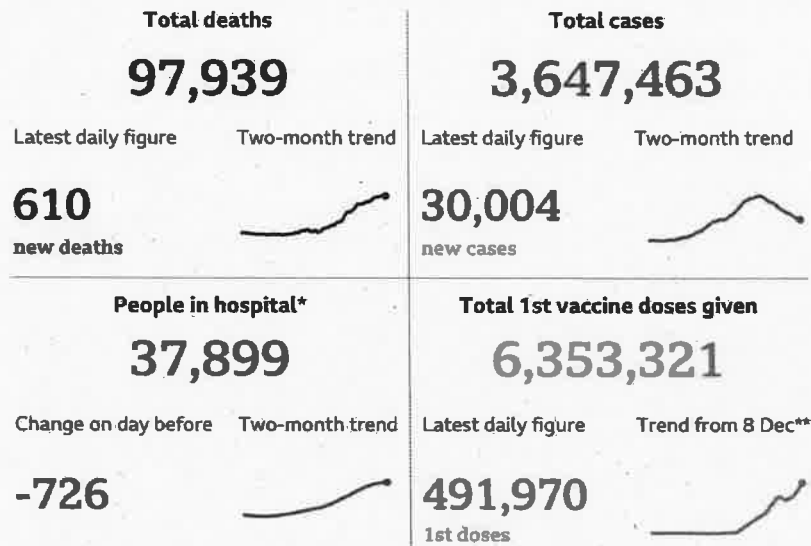 Total deaths
97,939
Latest daily figure
Two-month trend
610
new deaths
Total cases
3,647,463
Latest daily figure
Two-month trend
30,004
new cases
People in hospital*
37,899
Change on day before
Two-month trend
-726
Total 1st vaccine doses given
6,353,321
Latest daily figure
Trend from 8 Dec**
491,970
1st doses